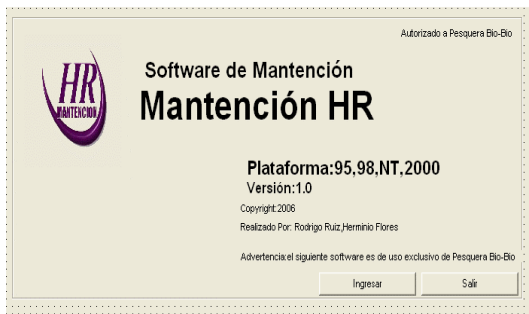 Autorizado a Pesquera Bio-Bio
HR
MANTENCION
Software de Mantención
Mantención HR
Plataforma:95,98,NT,2000
Versión:1.0
Copyright:2006
Realizado Por: Rodrigo Ruiz,Herminio Flores
Advertencia:el siguiente software es de uso exclusivo de Pesquera Bio-Bio
Ingresar
Salir